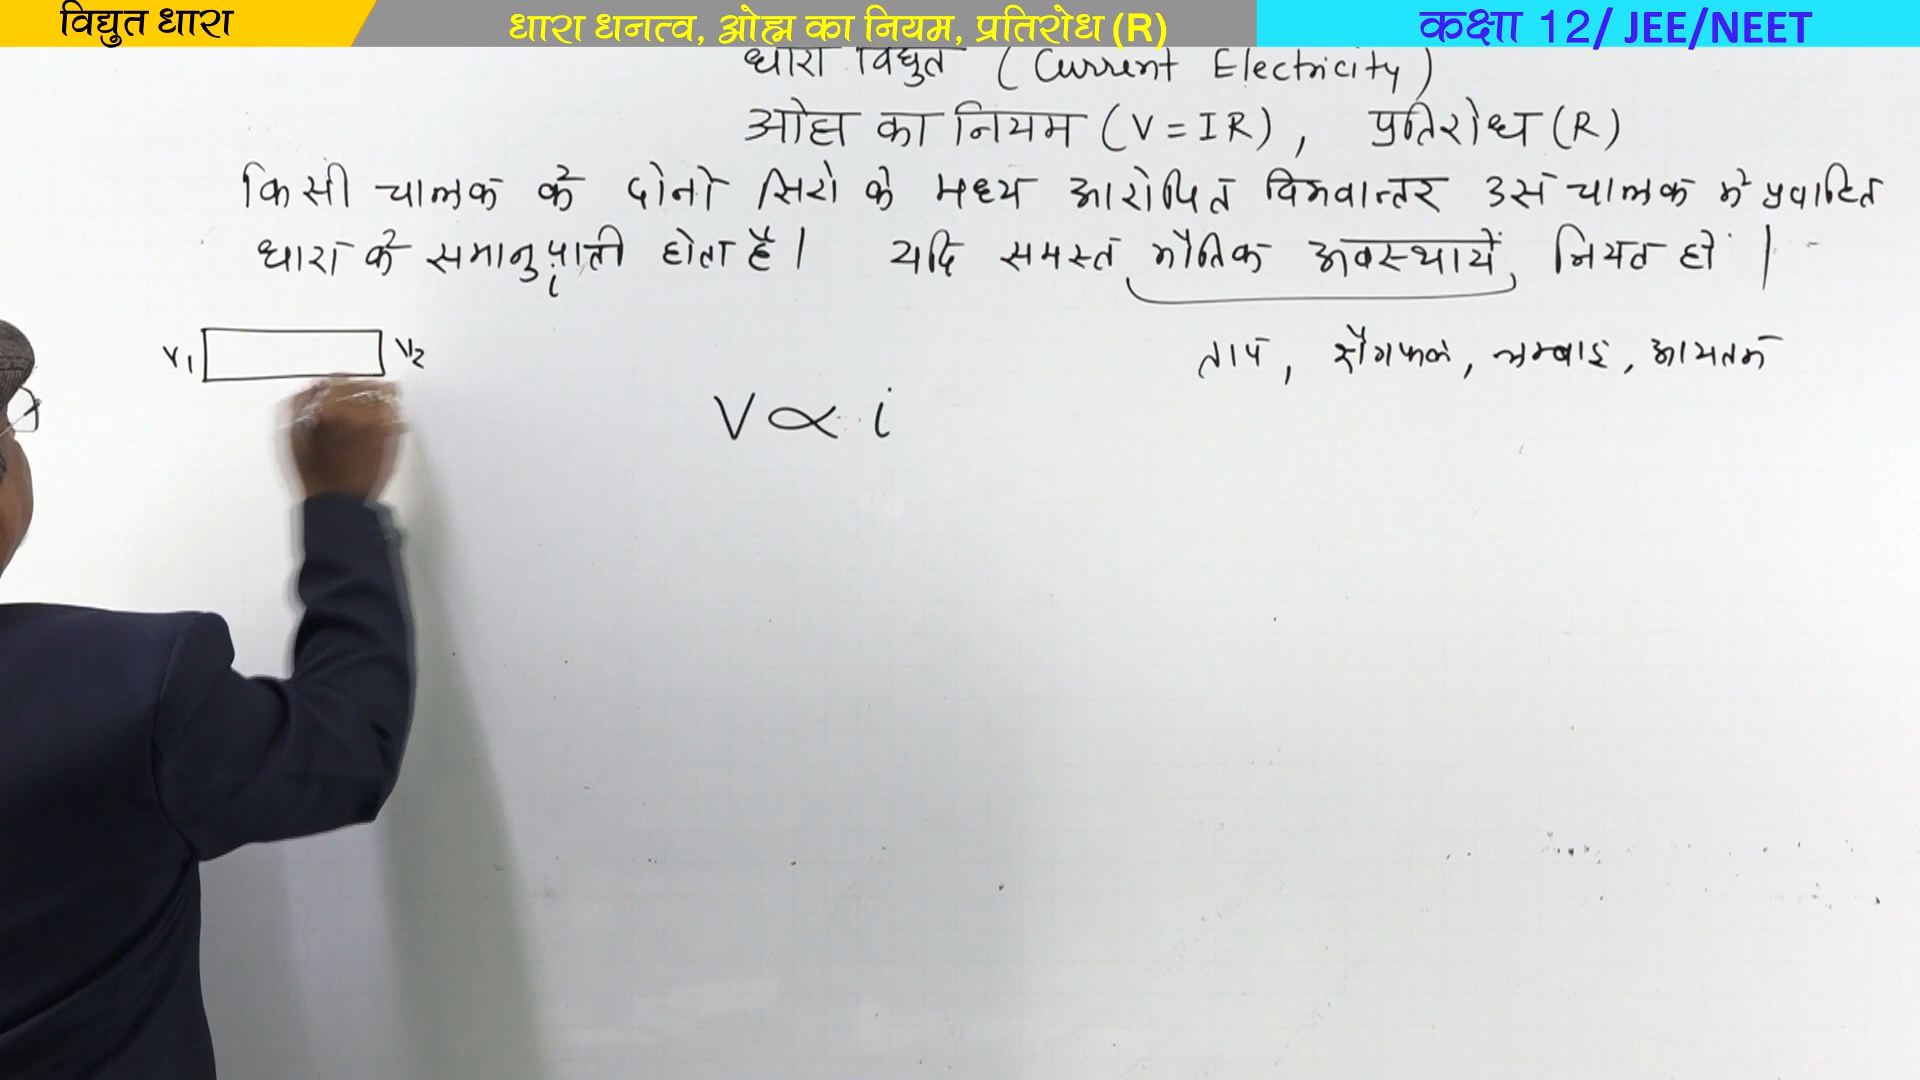 विद्युत धारा
धारा धनत्व, ओह्म का नियम, प्रतिरोध (R)
कक्षा 12/ JEE/NEET
धारा विद्युत (Current Electricity)
ओह्म का नियम (V = IR), प्रतिरोध (R)
किसी चालक के दोनो सिरो के मध्य आरोपित विभवान्तर उस चालक मे प्रवाहित
धारा के समानुपाती होता है। यदि समस्त भौतिक अवस्थायें नियत हो।
i
V1 V2
ताप, क्षेत्रफल, लम्बाई, आयतन
V ∝ i